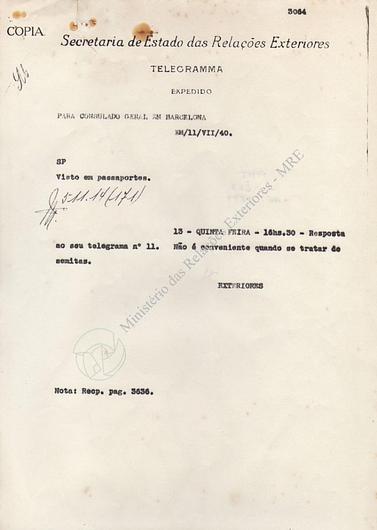 3064
COPIA
Secretaria de Estado das Relações Exteriores
TELEGRAMMA
EXPEDIDO
PARA CONSULADO GERAL EM BARCELONA
EM/11/VII/40.
SP
Visto em passaportes.
511.14(171)
13 - QUINTA FEIRA - 16hs.30 - Resposta
ao seu telegrama nº 11. Não é conveniente quando se tratar de
semitas.
EXTERIORES
Ministério das Relações Exteriores - MRE
Nota: Recp. pag. 3636.